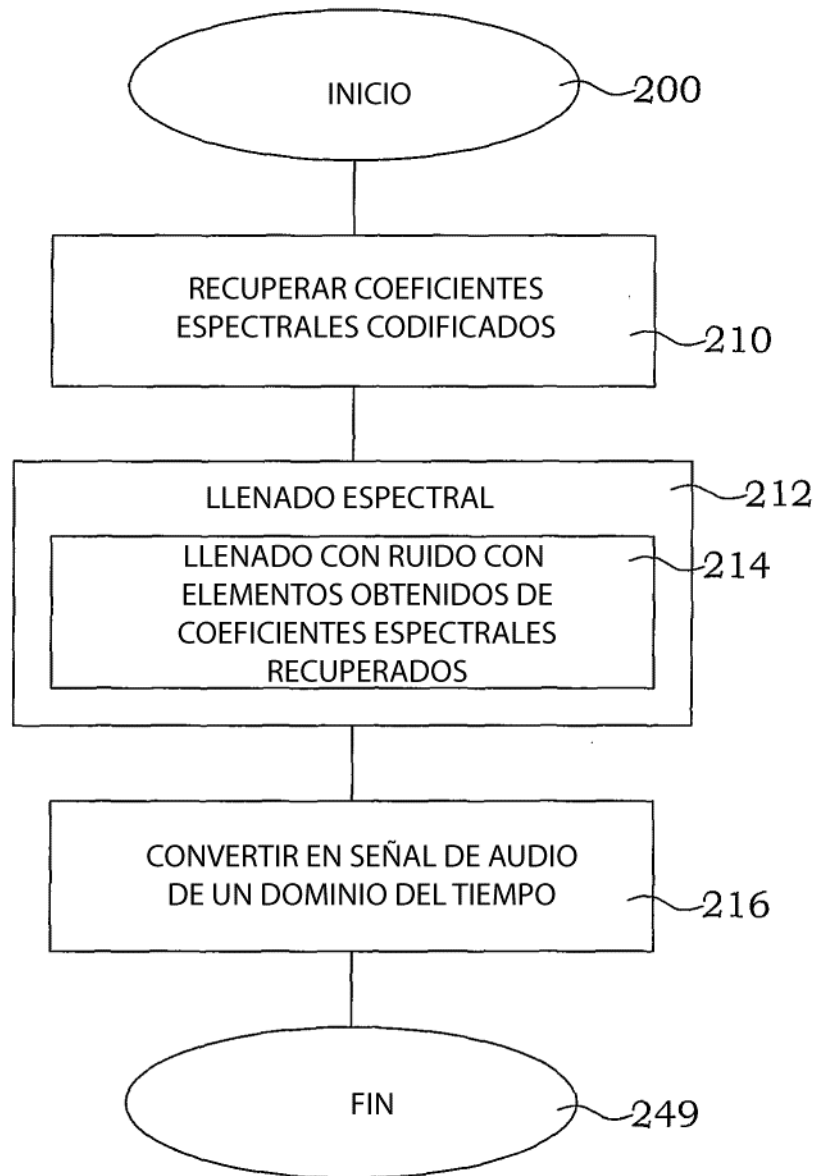 INICIO
200
RECUPERAR COEFICIENTES
ESPECTRALES CODIFICADOS
210
LLENADO ESPECTRAL
212
LLENADO CON RUIDO CON
ELEMENTOS OBTENIDOS DE
COEFICIENTES ESPECTRALES
RECUPERADOS
214
CONVERTIR EN SEÑAL DE AUDIO
DE UN DOMINIO DEL TIEMPO
216
FIN
249